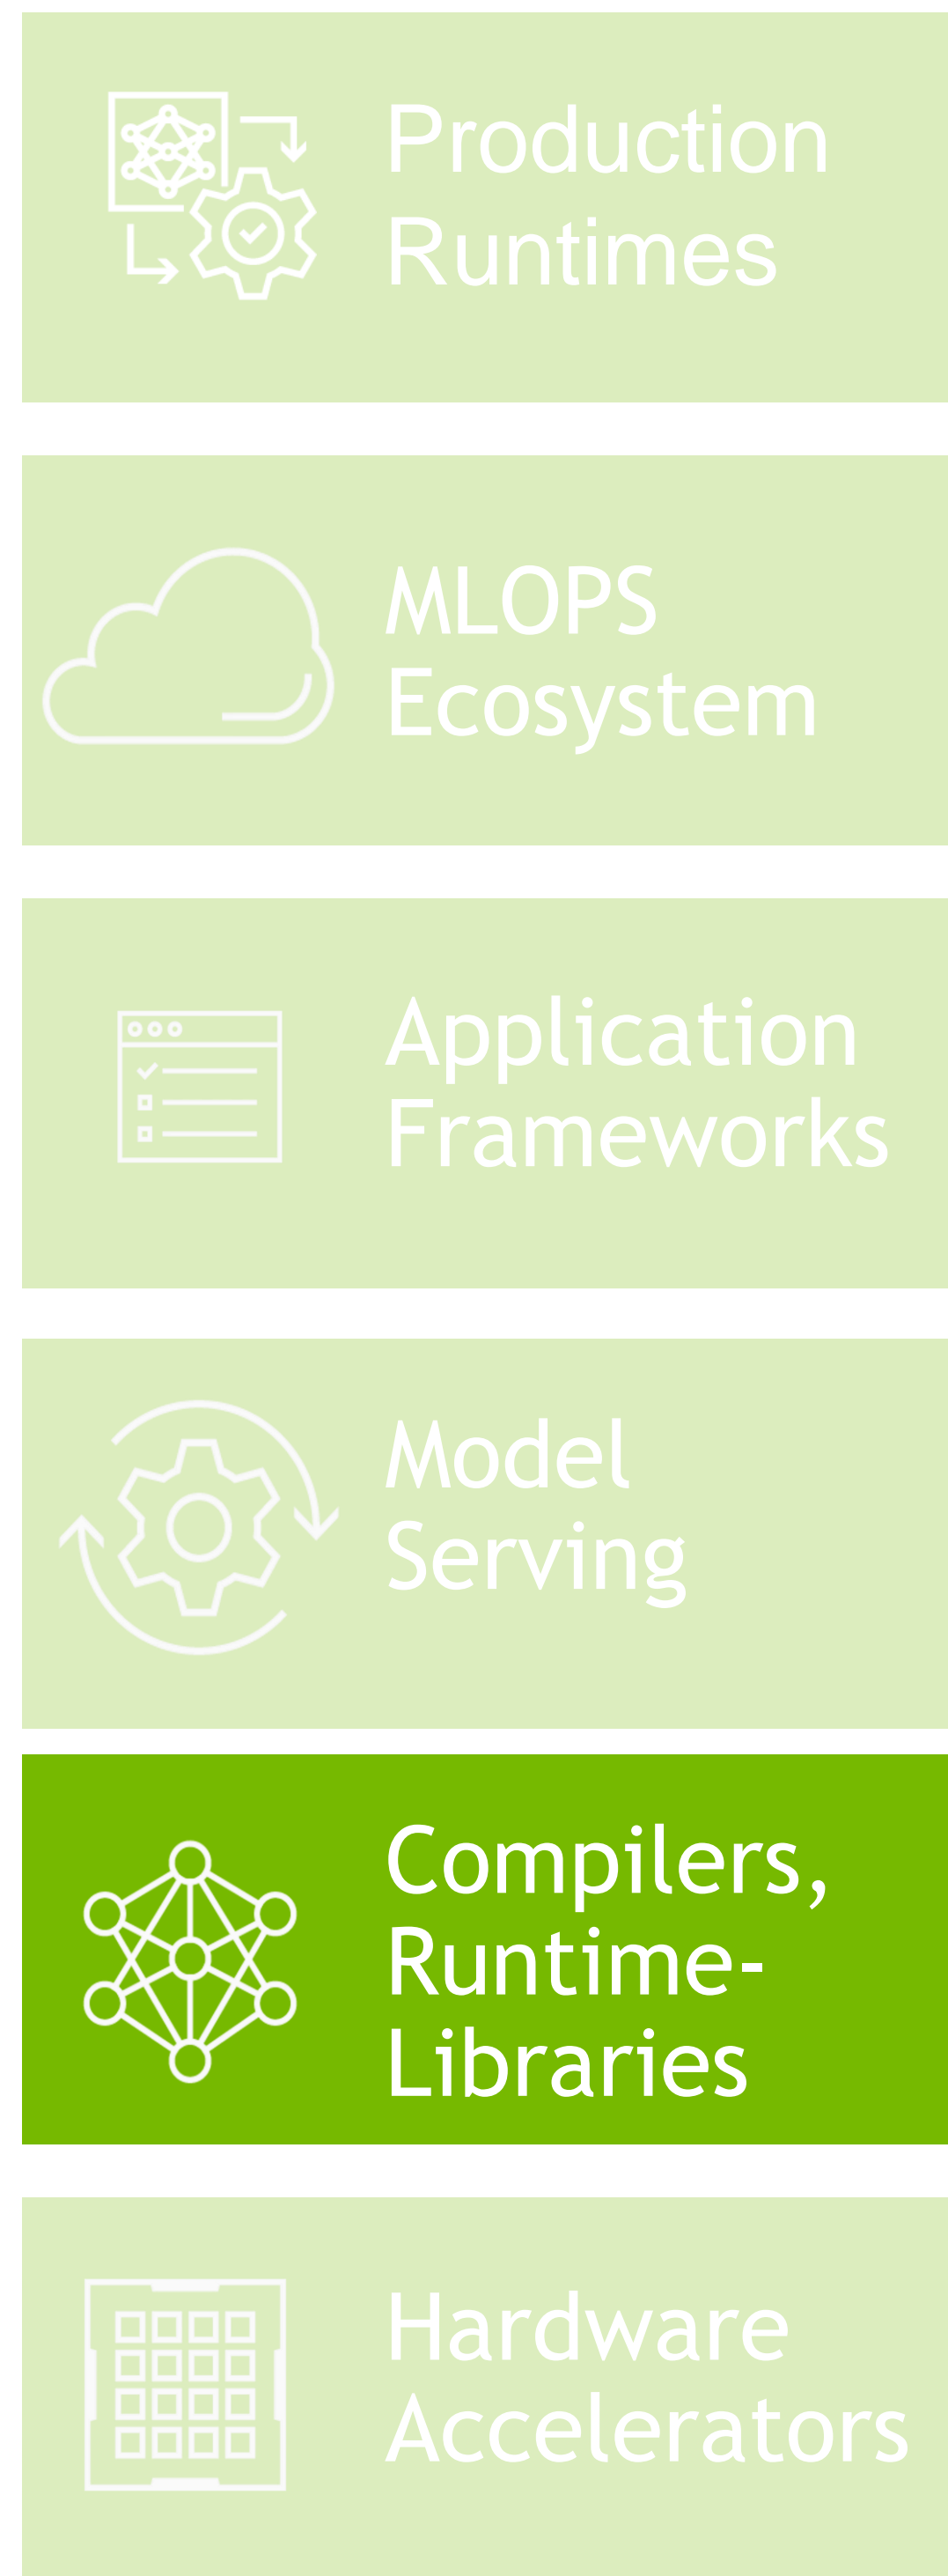 Production
Runtimes
MLOPS
Ecosystem
Application
Frameworks
Model
Serving
Compilers,
Runtime-
Libraries
Hardware
Accelerators